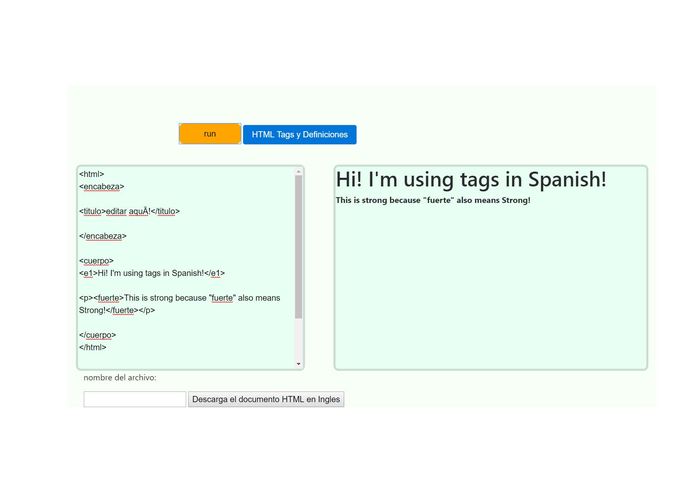 run
HTML Tags y Definiciones
<html>
<encabeza>
<titulo>editar aquÃ!</titulo>
</encabeza>
<cuerpo>
<e1>Hi! I'm using tags in Spanish!</e1>
<p><fuerte>This is strong because "fuerte" also means
Strong!</fuerte></p>
</cuerpo>
</html>
Hi! I'm using tags in Spanish!
This is strong because "fuerte" also means Strong!
nombre del archivo:
Descarga el documento HTML en Ingles